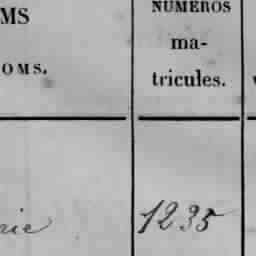 MS
OMS.
NUMÉROS
ma-
tricules.
1235